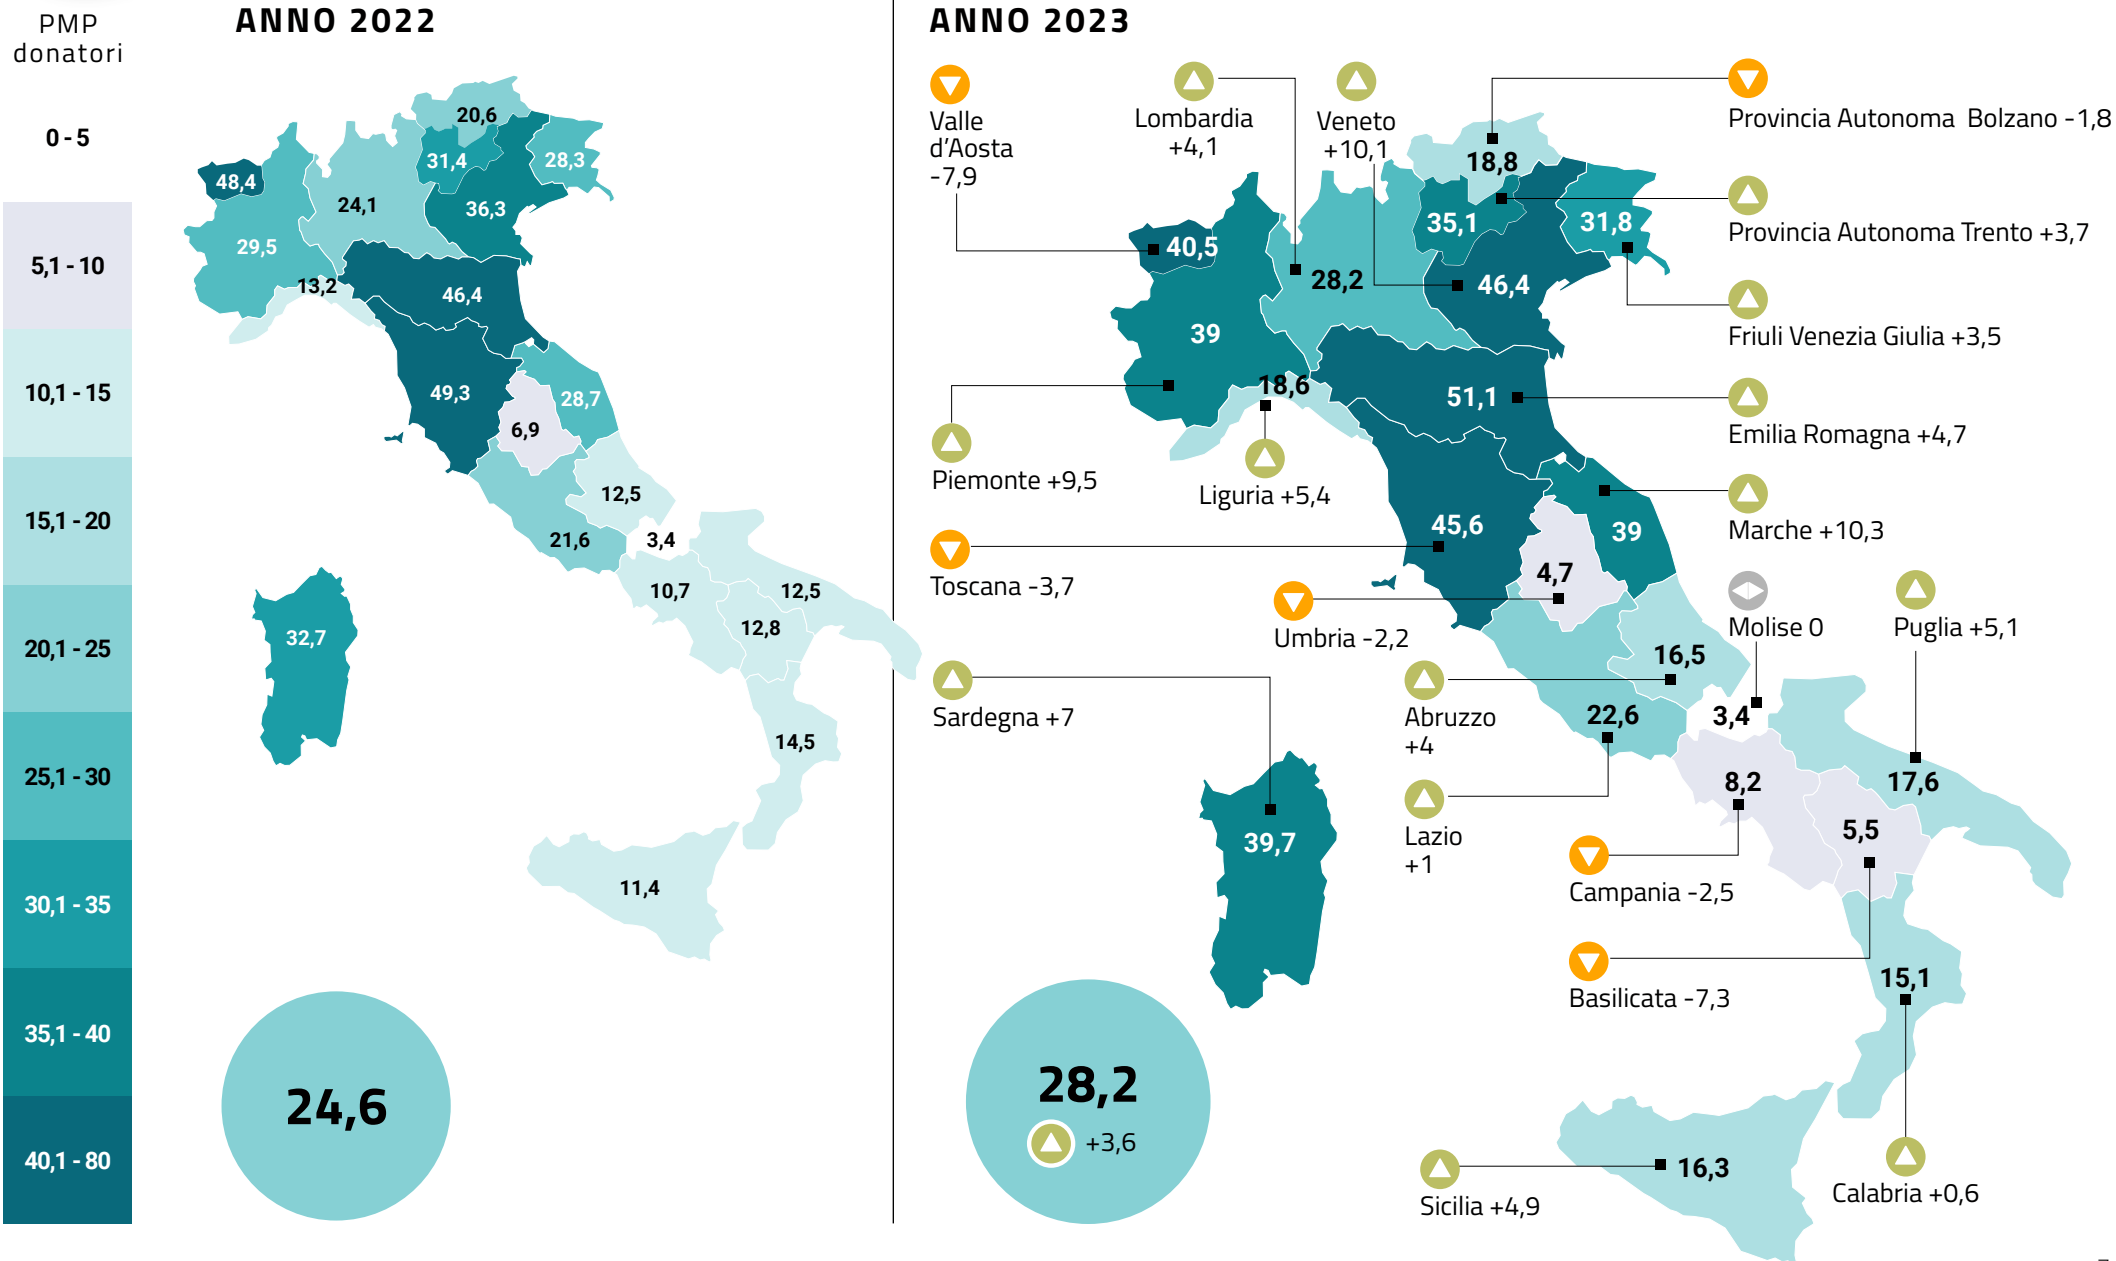 PMP
donatori
0 - 5
5,1 - 10
10,1 - 15
15,1 - 20
20,1 - 25
25,1 - 30
30,1 - 35
35,1 - 40
40,1 - 80
ANNO 2022
20,6
31,4
28,3
48,4
24,1
36,3
29,5
13,2
46,4
49,3
28,7
6,9
12,5
21,6
3,4
10,7
12,5
12,8
32,7
14,5
11,4
24,6
ANNO 2023
Valle
d’Aosta
-7,9
Lombardia
+4,1
Veneto
+10,1
Provincia Autonoma  Bolzano -1,8
18,8
Provincia Autonoma Trento +3,7
35,1
31,8
40,5
28,2
46,4
Friuli Venezia Giulia +3,5
39
18,6
51,1
Emilia Romagna +4,7
Piemonte +9,5
Liguria +5,4
Marche +10,3
45,6
39
Toscana -3,7
4,7
Umbria -2,2
Molise 0
Puglia +5,1
16,5
Sardegna +7
Abruzzo
+4
22,6
3,4
8,2
17,6
Lazio
+1
5,5
39,7
Campania -2,5
Basilicata -7,3
15,1
28,2
+3,6
16,3
Sicilia +4,9
Calabria +0,6